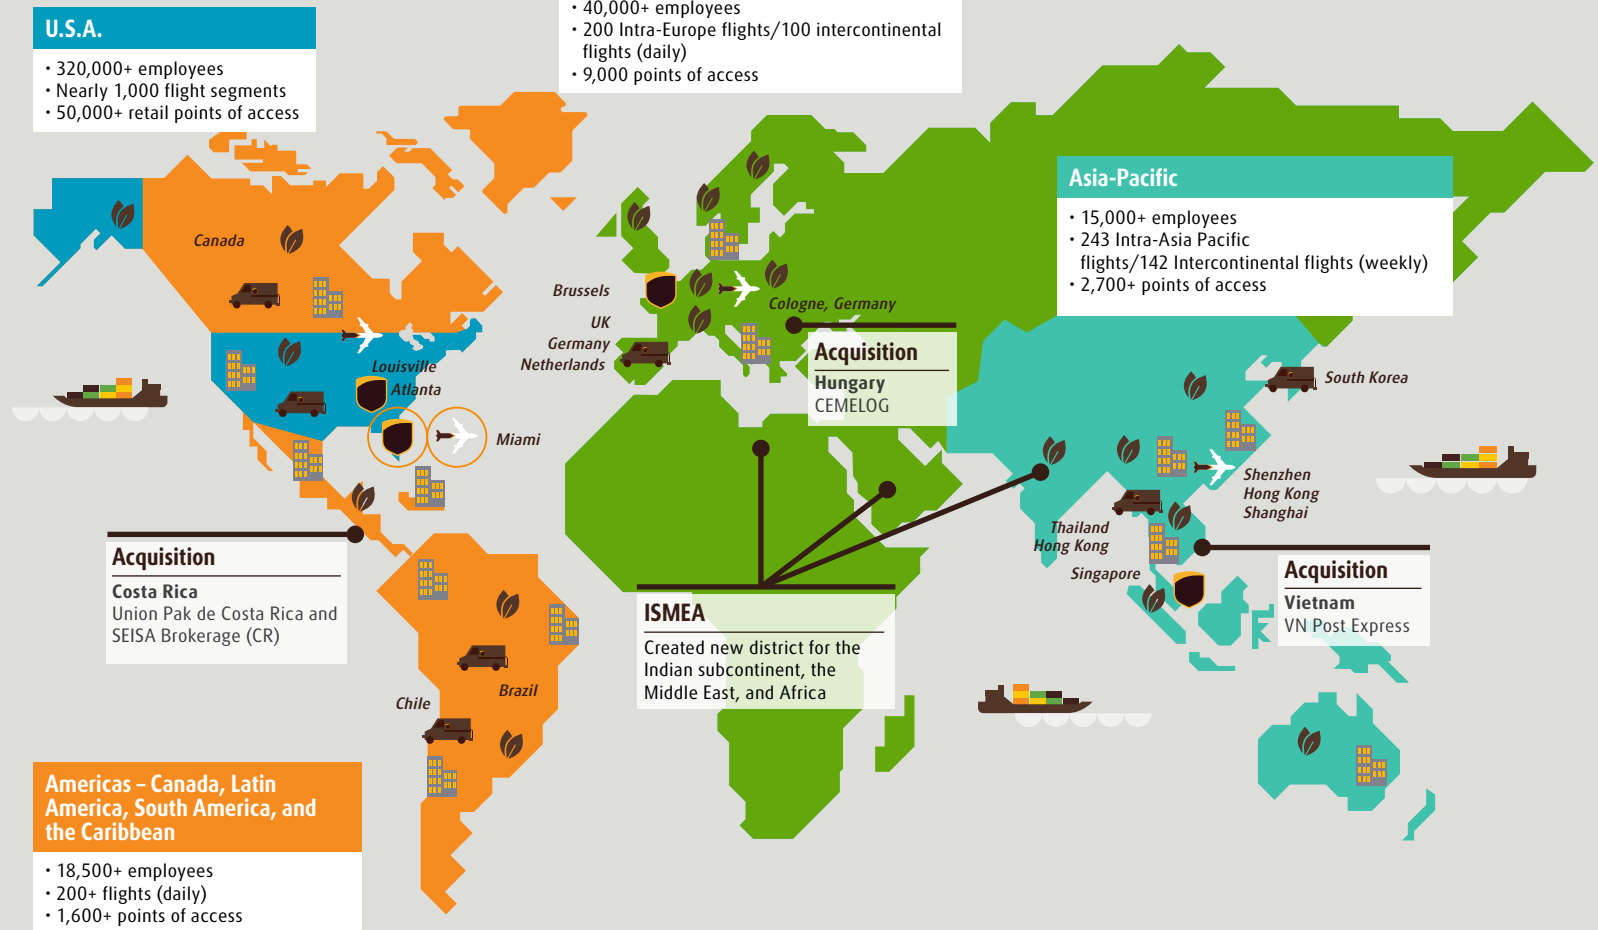 U.S.A.
• 320,000+ employees
• Nearly 1,000 flight segments
• 50,000+ retail points of access
• 40,000+ employees
• 200 Intra-Europe flights/100 intercontinental
flights (daily)
• 9,000 points of access
Asia-Pacific
• 15,000+ employees
• 243 Intra-Asia Pacific
flights/142 Intercontinental flights (weekly)
• 2,700+ points of access
Canada
Louisville
Atlanta
Miami
Brussels
UK
Germany
Netherlands
Cologne, Germany
Acquisition
Hungary
CEMELOG
South Korea
Shenzhen
Hong Kong
Shanghai
Thailand
Hong Kong
Singapore
Acquisition
Vietnam
VN Post Express
Acquisition
Costa Rica
Union Pak de Costa Rica and
SEISA Brokerage (CR)
ISMEA
Created new district for the
Indian subcontinent, the
Middle East, and Africa
Brazil
Chile
Americas – Canada, Latin
America, South America, and
the Caribbean
• 18,500+ employees
• 200+ flights (daily)
• 1,600+ points of access